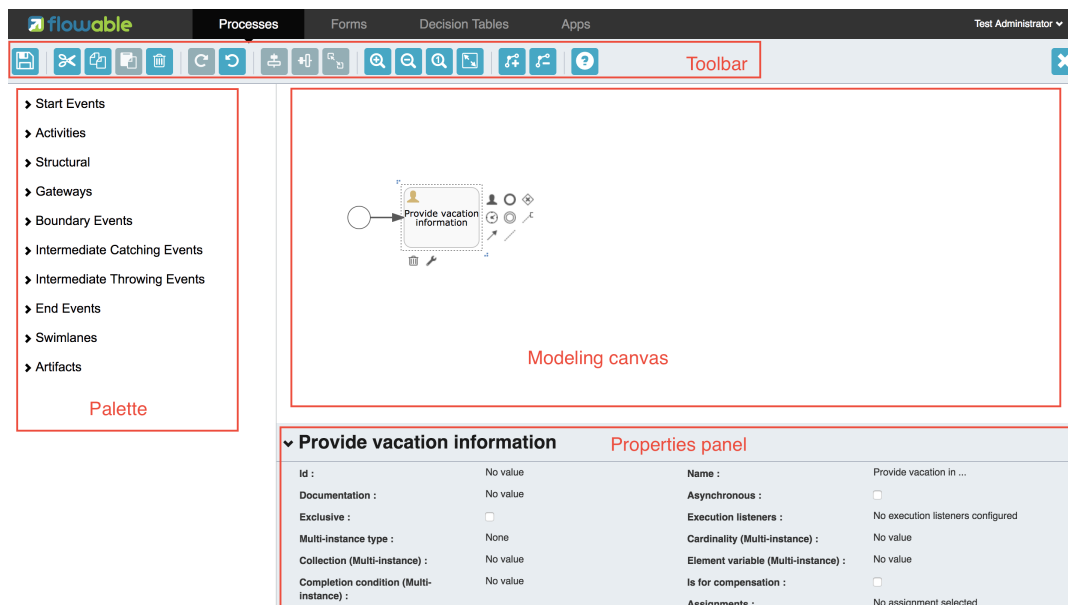 flowable Processes Forms Decision Tables Apps Test Administrator
Toolbar
Start Events
Activities
Structural
Gateways
Boundary Events
Intermediate Catching Events
Intermediate Throwing Events
End Events
Swimlanes
Artifacts
Palette
Provide vacation
information
Modeling canvas
Provide vacation information
Properties panel
Id : No value Name : Provide vacation in ...
Documentation : No value Asynchronous :
Exclusive : Execution listeners : No execution listeners configured
Multi-instance type : None Cardinality (Multi-instance) : No value
Collection (Multi-instance) : No value Element variable (Multi-instance) : No value
Completion condition (Multi- No value Is for compensation :
instance) :
Assignments : No assignment selected